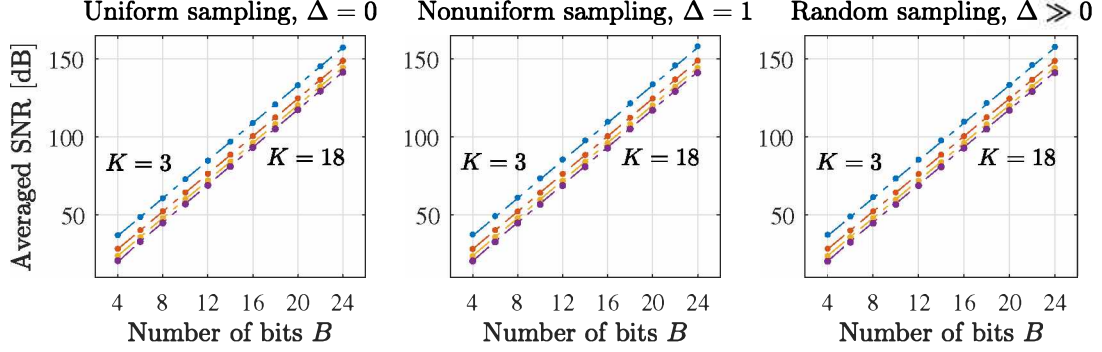 Uniform sampling, Δ = 0
Nonuniform sampling, Δ = 1
Random sampling, Δ ≫ 0
Averaged SNR [dB]
150
100
50
K = 3
K = 18
4 8 12 16 20 24
Number of bits B
150
100
50
K = 3
K = 18
4 8 12 16 20 24
Number of bits B
150
100
50
K = 3
K = 18
4 8 12 16 20 24
Number of bits B